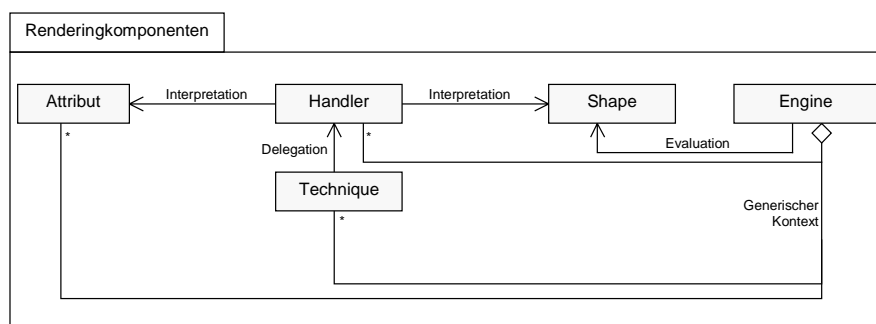 Renderingkomponenten
Attribut
Interpretation
Handler
Interpretation
Shape
Engine
*
*
Delegation
Evaluation
Technique
*
Generischer
Kontext